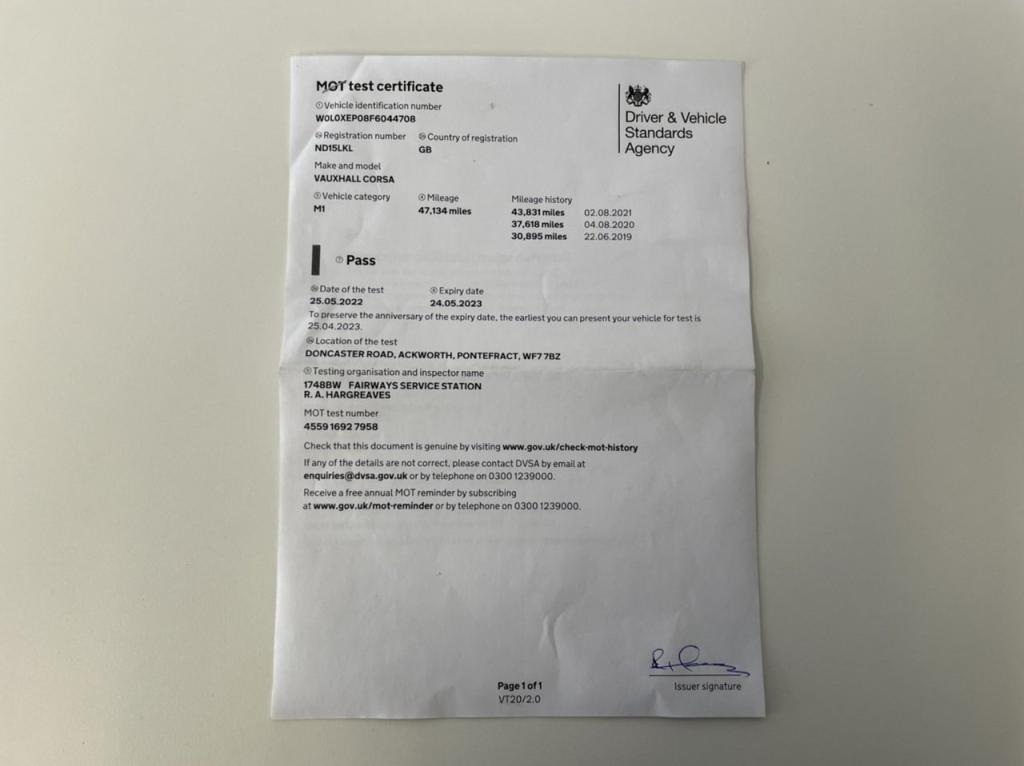 MOT test certificate
Vehicle identification number
W0L0XEP08F6044708
Registration number Country of registration
ND15LKL GB
Make and model
VAUXHALL CORSA
Vehicle category Mileage Mileage history
M1 47,134 miles 43,831 miles 02.08.2021
37,618 miles 04.08.2020
30,895 miles 22.06.2019
Pass
Date of the test Expiry date
25.05.2022 24.05.2023
To preserve the anniversary of the expiry date, the earliest you can present your vehicle for test is
25.04.2023.
Location of the test
DONCASTER ROAD, ACKWORTH, PONTEFRACT, WF7 7BZ
Testing organisation and inspector name
1748BW FAIRWAYS SERVICE STATION
R. A. HARGREAVES
MOT test number
4559 1692 7958
Check that this document is genuine by visiting www.gov.uk/check-mot-history
If any of the details are not correct, please contact DVSA by email at
enquiries@dvsa.gov.uk or by telephone on 0300 1239000.
Receive a free annual MOT reminder by subscribing
at www.gov.uk/mot-reminder or by telephone on 0300 1239000.
Driver & Vehicle
Standards
Agency
Issuer signature
Page 1 of 1
VT20/2.0